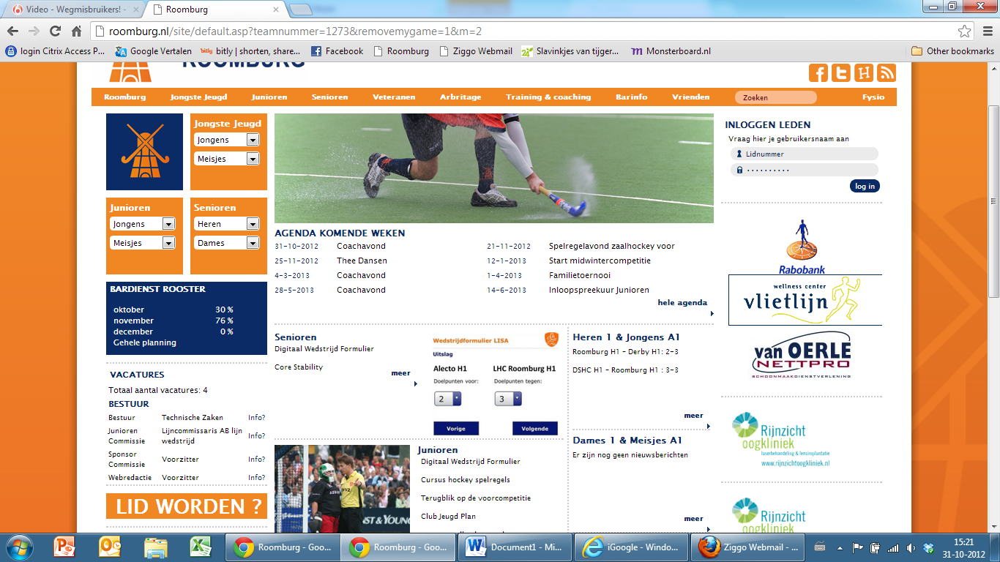 Video - Wegmisbruikers! -
Roomburg
roomburg.nl/site/default.asp?teamnummer=1273&removemygame=1&m=2
login Citrix Access P...
Google Vertalen
bitly | shorten, share...
Facebook
Roomburg
Ziggo Webmail
Slavinkjes van tijger...
Monsterboard.nl
Other bookmarks
ROOMBURG
Roomburg Jongste Jeugd Junioren Senioren Veteranen Arbritage Training & coaching Barinfo Vrienden Zoeken Fysio
Jongste Jeugd
Jongens
Meisjes
Junioren
Jongens
Meisjes
Senioren
Heren
Dames
BARDIENST ROOSTER
oktober 30 %
november 76 %
december 0 %
Gehele planning
VACATURES
Totaal aantal vacatures: 4
BESTUUR
Bestuur Technische Zaken Info?
Junioren Commissie Lijncommissaris AB lijn wedstrijd Info?
Sponsor Commissie Voorzitter Info?
Webredactie Voorzitter Info?
LID WORDEN ?
AGENDA KOMENDE WEKEN
31-10-2012 Coachavond 21-11-2012 Spelregelavond zaalhockey voor
25-11-2012 Thee Dansen 12-1-2013 Start midwintercompetitie
4-3-2013 Coachavond 1-4-2013 Familietoernooi
28-5-2013 Coachavond 14-6-2013 Inloopspreekuur Junioren
hele agenda
Senioren
Digitaal Wedstrijd Formulier
Core Stability
meer
Wedstrijdformulier LISA
Uitslag
Alecto H1 LHC Roomburg H1
Doelpunten voor: Doelpunten tegen:
2 3
Vorige Volgende
Heren 1 & Jongens A1
Roomburg H1 - Derby H1: 2-3
DSHC H1 - Roomburg H1 : 3-3
meer
ST & YOUNG
Junioren
Digitaal Wedstrijd Formulier
Cursus hockey spelregels
Terugblik op de voorcompetitie
Club Jeugd Plan
Dames 1 & Meisjes A1
Er zijn nog geen nieuwsberichten
meer
INLOGGEN LEDEN
Vraag hier je gebruikersnaam aan
Lidnummer
log in
Rabobank
wellness center
vlietlijn
van OERLE
NETTPRO
SCHOONMAAKDIENSTVERLENING
Rijnzicht
oogkliniek
laserbehandeling & lensimplantatie
www.rijnzichtoogkliniek.nl
Rijnzicht
oogkliniek
Roomburg - Goo...
Roomburg - Goo...
Document1 - Mi...
iGoogle - Windo...
Ziggo Webmail - ...
15:21
31-10-2012